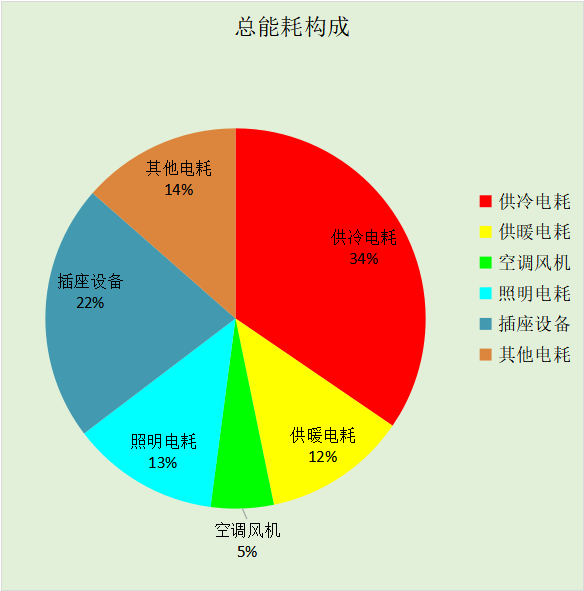 总能耗构成
其他电耗
14%
供冷电耗
34%
插座设备
22%
照明电耗
13%
供暖电耗
12%
空调风机
5%
供冷电耗
供暖电耗
空调风机
照明电耗
插座设备
其他电耗